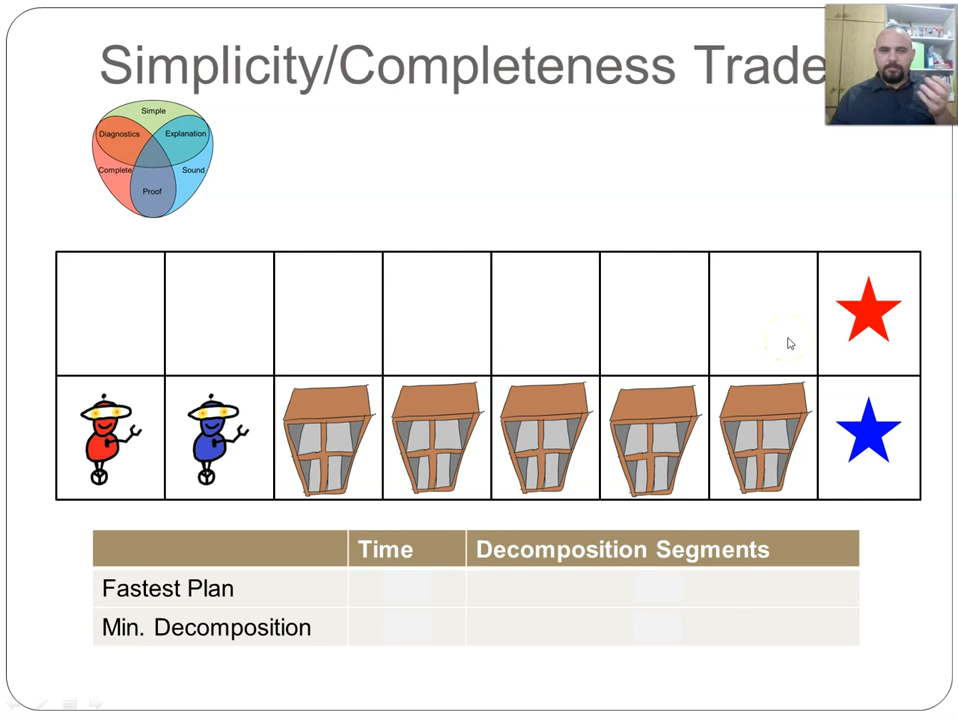 Simplicity/Completeness Trade
Simple
Diagnostics
Explanation
Complete
Sound
Proof
Time
Decomposition Segments
Fastest Plan
Min. Decomposition